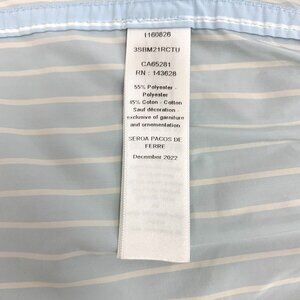 I160826
3SBM21RCTU
CA65281
RN : 143628
55% Polyester -
Polyester
45% Coton - Cotton
Sauf décoration -
exclusive of garniture
and ornementation
SEROA PACOS DE
FERRE
December 2022